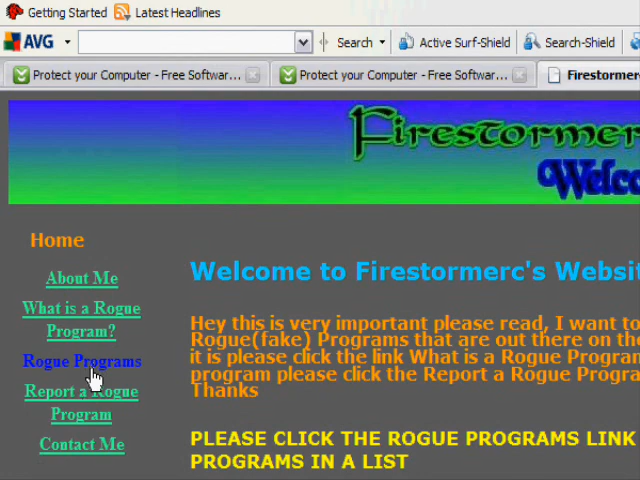 Getting Started Latest Headlines
AVG Search Active Surf-Shield Search-Shield
Protect your Computer - Free Softwar... Protect your Computer - Free Softwar... Firestormer
Firestormerc
Welco
Home
About Me
What is a Rogue
Program?
Rogue Programs
Report a Rogue
Program
Contact Me
Welcome to Firestormerc's Websi
Hey this is very important please read, I want to
Rogue(fake) Programs that are out there on the
it is please click the link What is a Rogue Program
program please click the Report a Rogue Progra
Thanks
PLEASE CLICK THE ROGUE PROGRAMS LINK
PROGRAMS IN A LIST